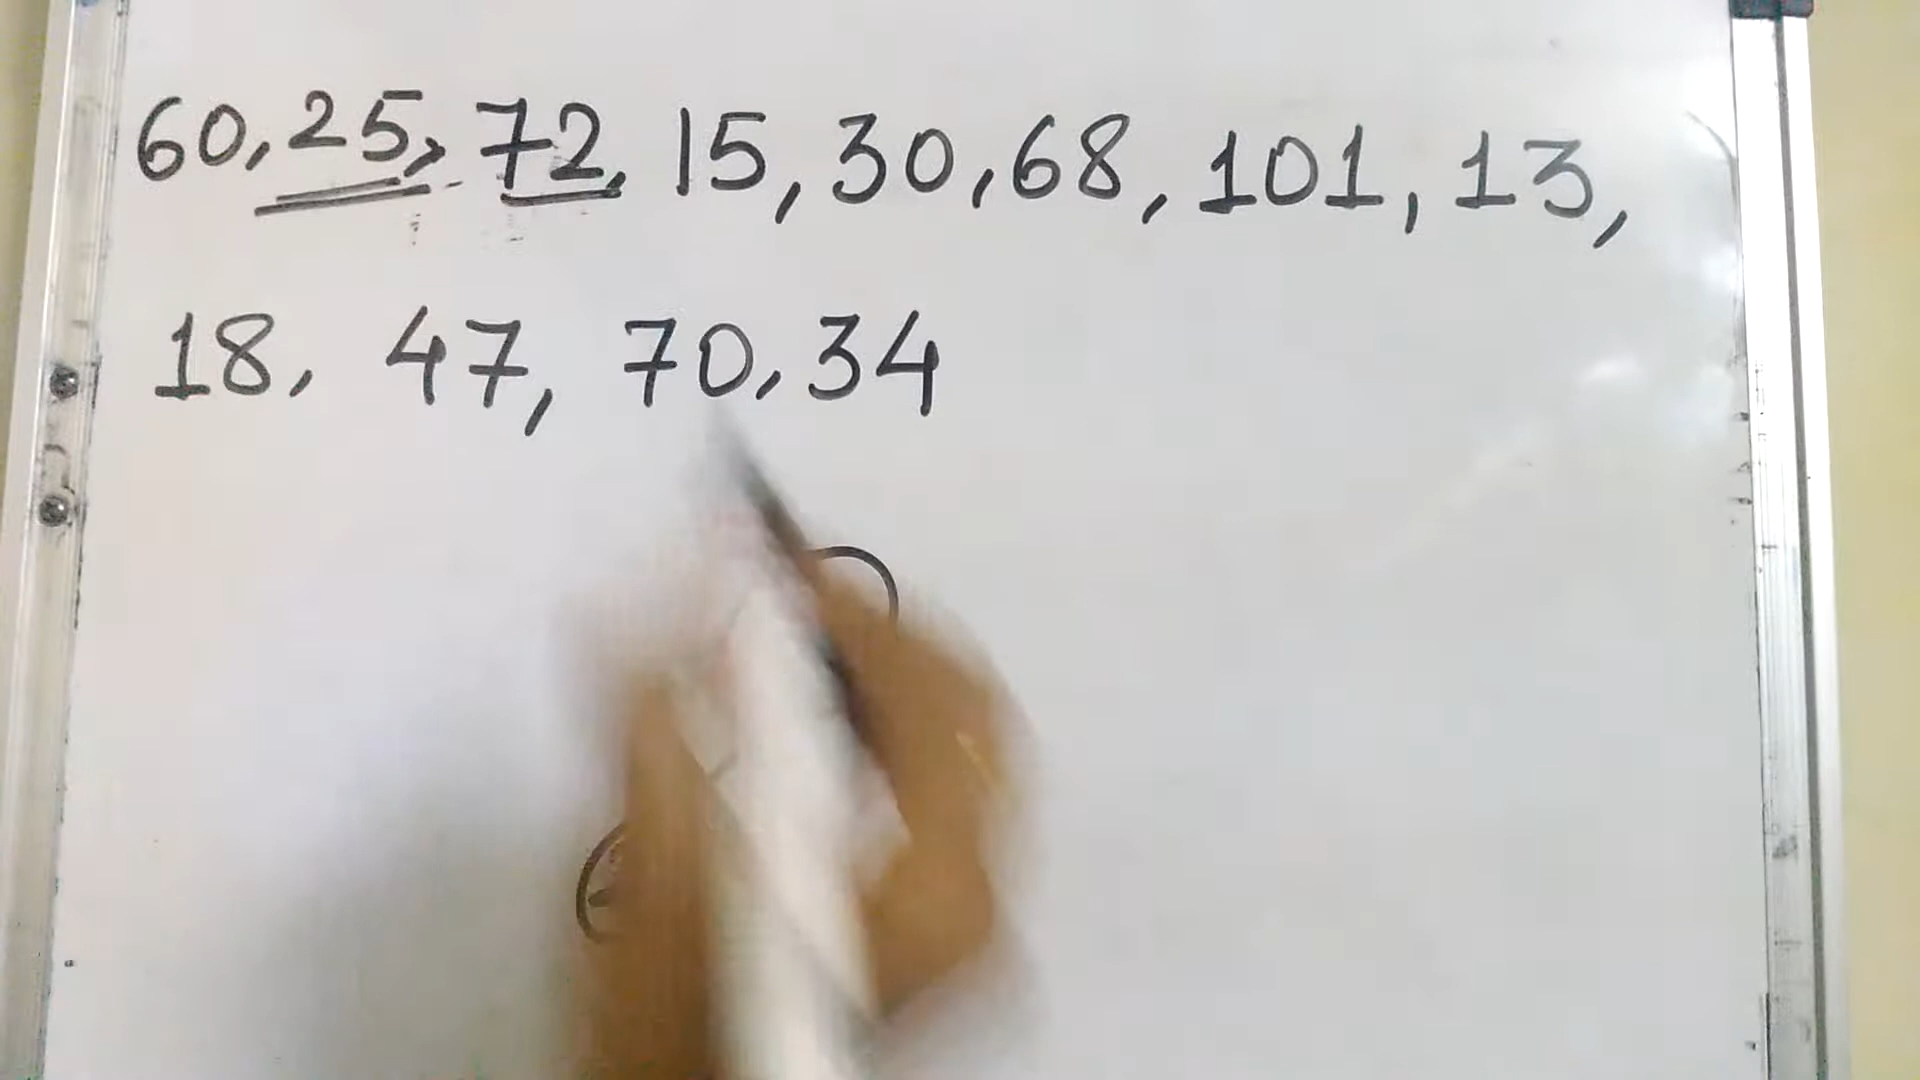 60, 25, 72, 15, 30, 68, 101, 13,
18, 47, 70, 34